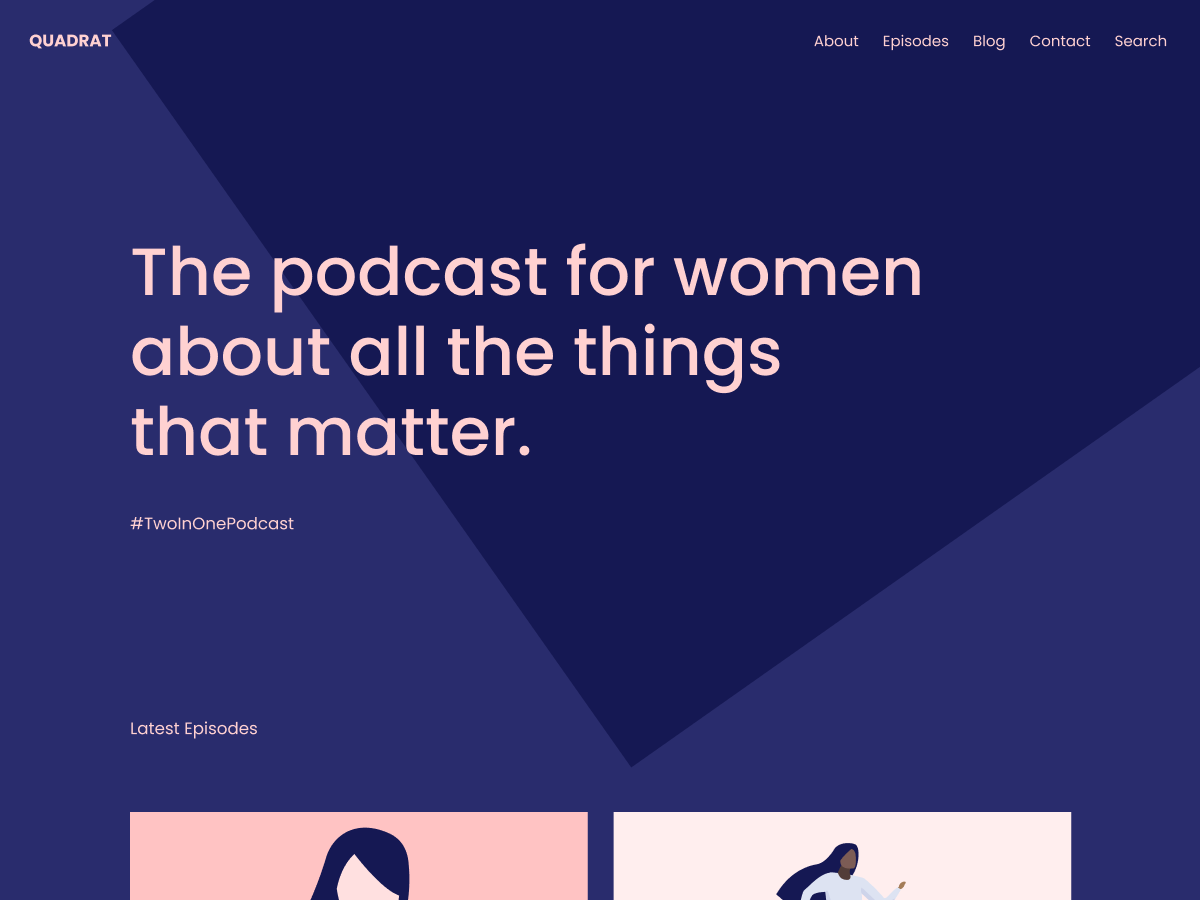 QUADRAT
About Episodes Blog Contact Search
The podcast for women
about all the things
that matter.
#TwoInOnePodcast
Latest Episodes